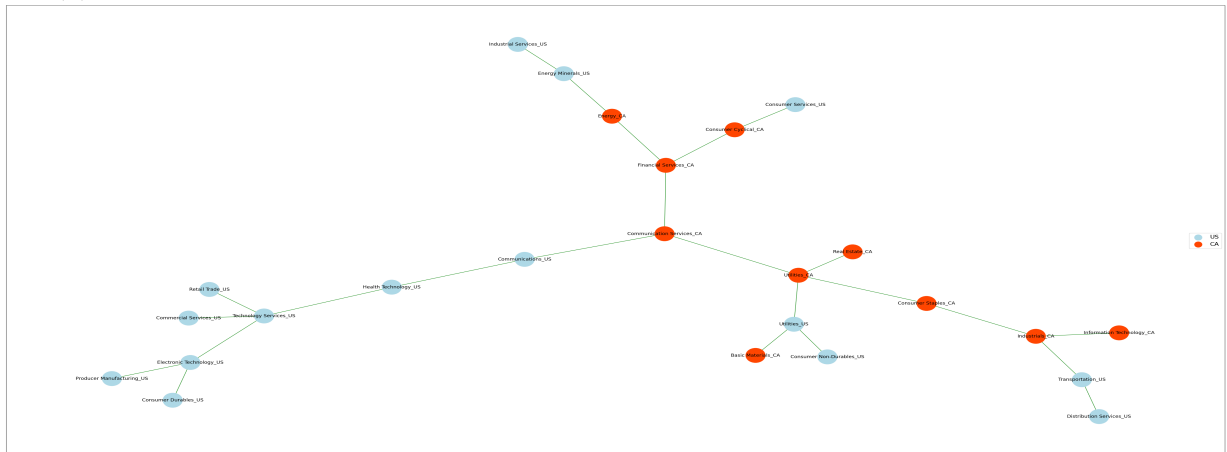 Industrial Services_US
Energy Minerals_US
Consumer Services_US
Energy_CA
Consumer Cyclical_CA
Financial Services_CA
Communication Services_CA
US
CA
Real Estate_CA
Communications_US
Utilities_CA
Health Technology_US
Retail Trade_US
Consumer Staples_CA
Commercial Services_US
Technology Services_US
Utilities_US
Information Technology_CA
Industrials_CA
Basic Materials_CA
Consumer Non-Durables_US
Electronic Technology_US
Producer Manufacturing_US
Transportation_US
Consumer Durables_US
Distribution Services_US